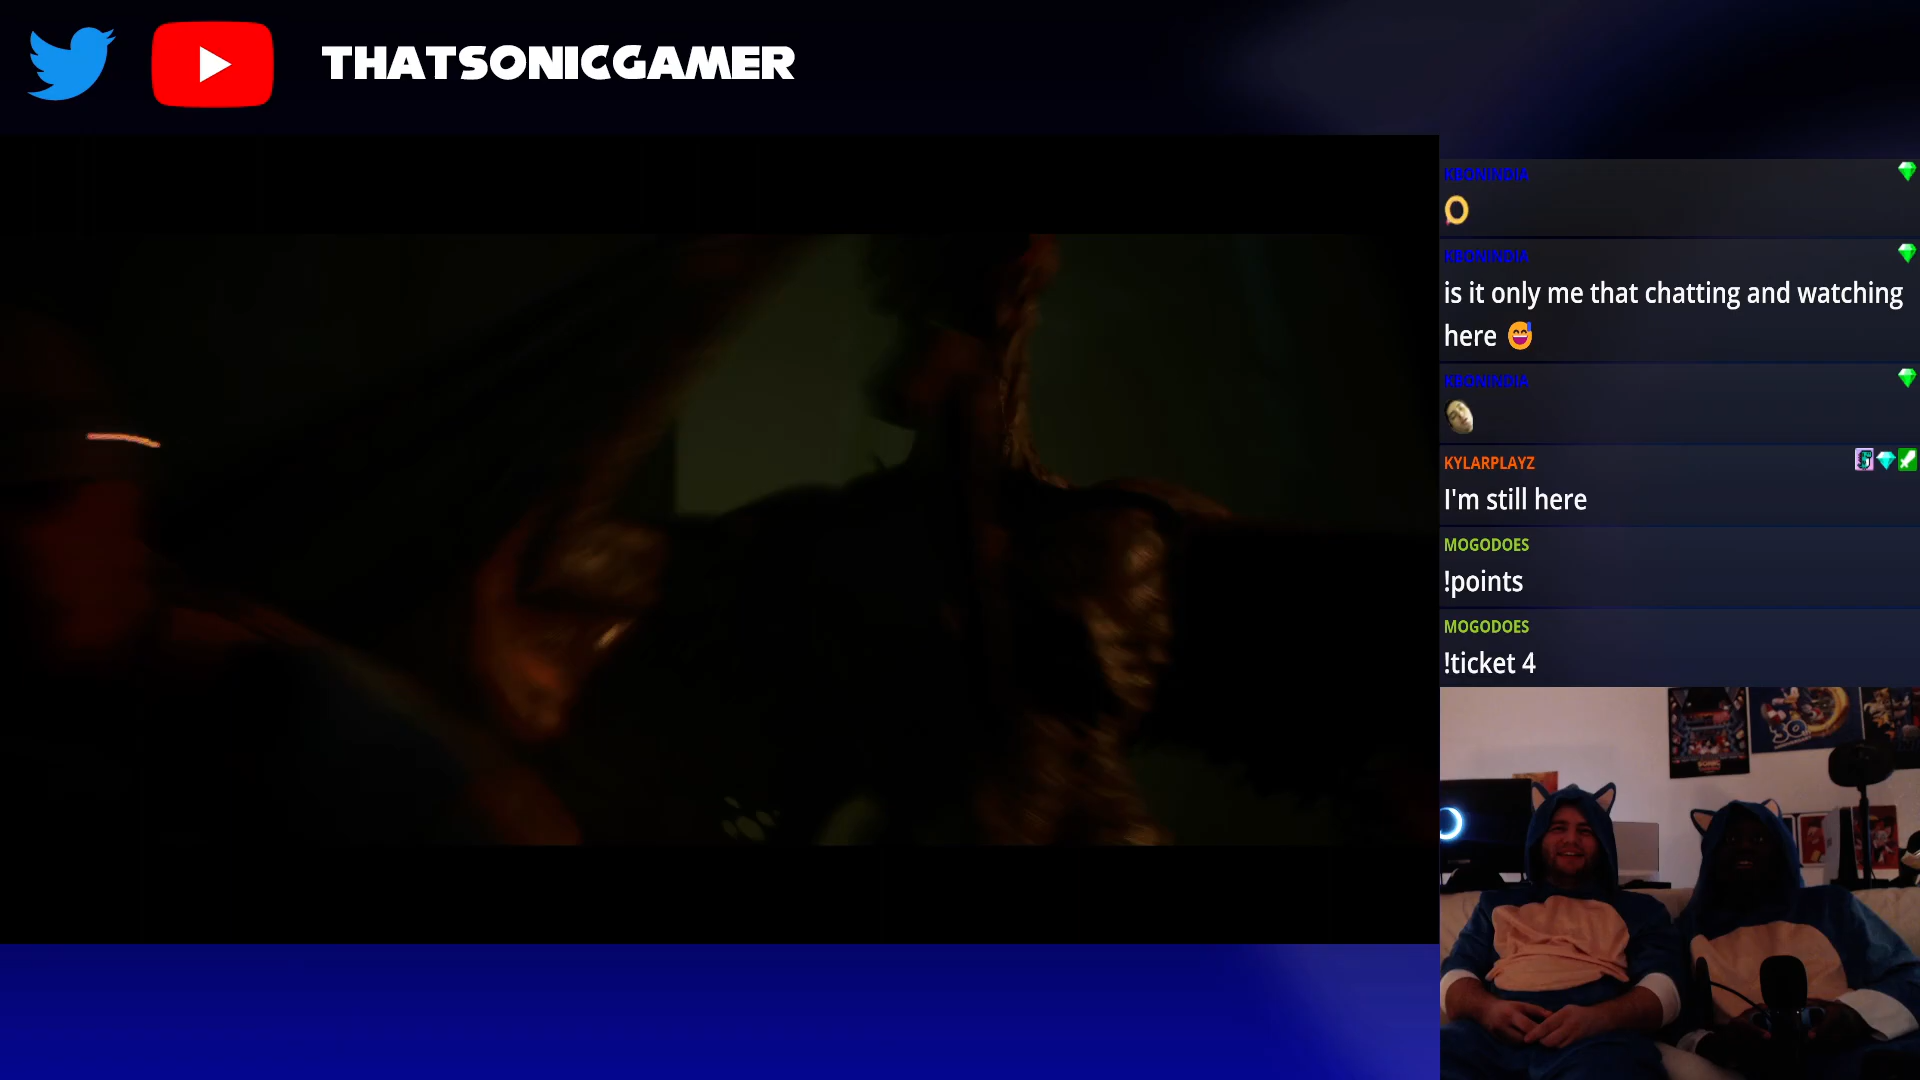 THATSONICGAMER
KBONINDIA
KBONINDIA
is it only me that chatting and watching
here
KBONINDIA
KYLARPLAYZ
I'm still here
MOGODOES
!points
MOGODOES
!ticket 4